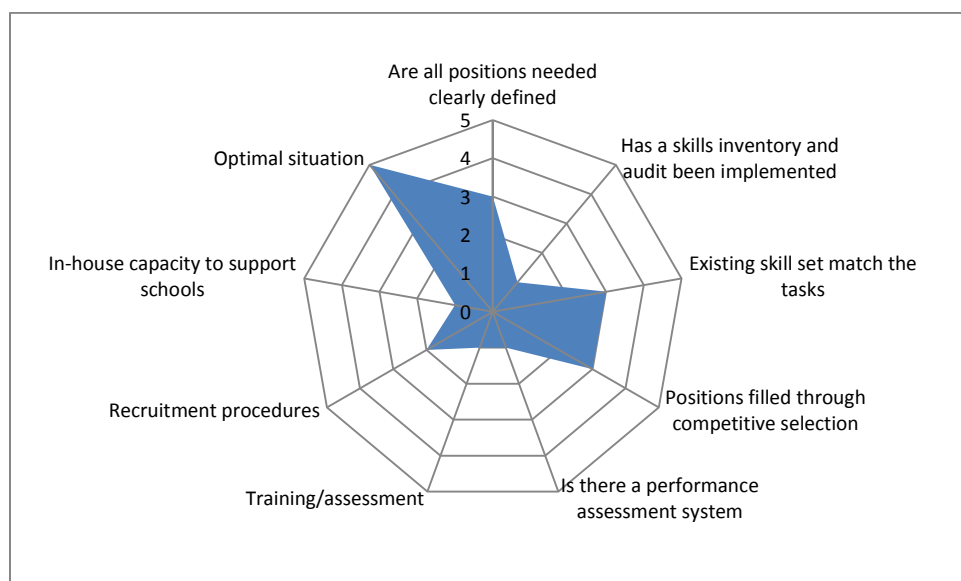 Are all positions needed
clearly defined
Has a skills inventory and
audit been implemented
Existing skill set match the
tasks
Positions filled through
competitive selection
Is there a performance
assessment system
Training/assessment
Recruitment procedures
In-house capacity to support
schools
Optimal situation
5
4
3
2
1
0